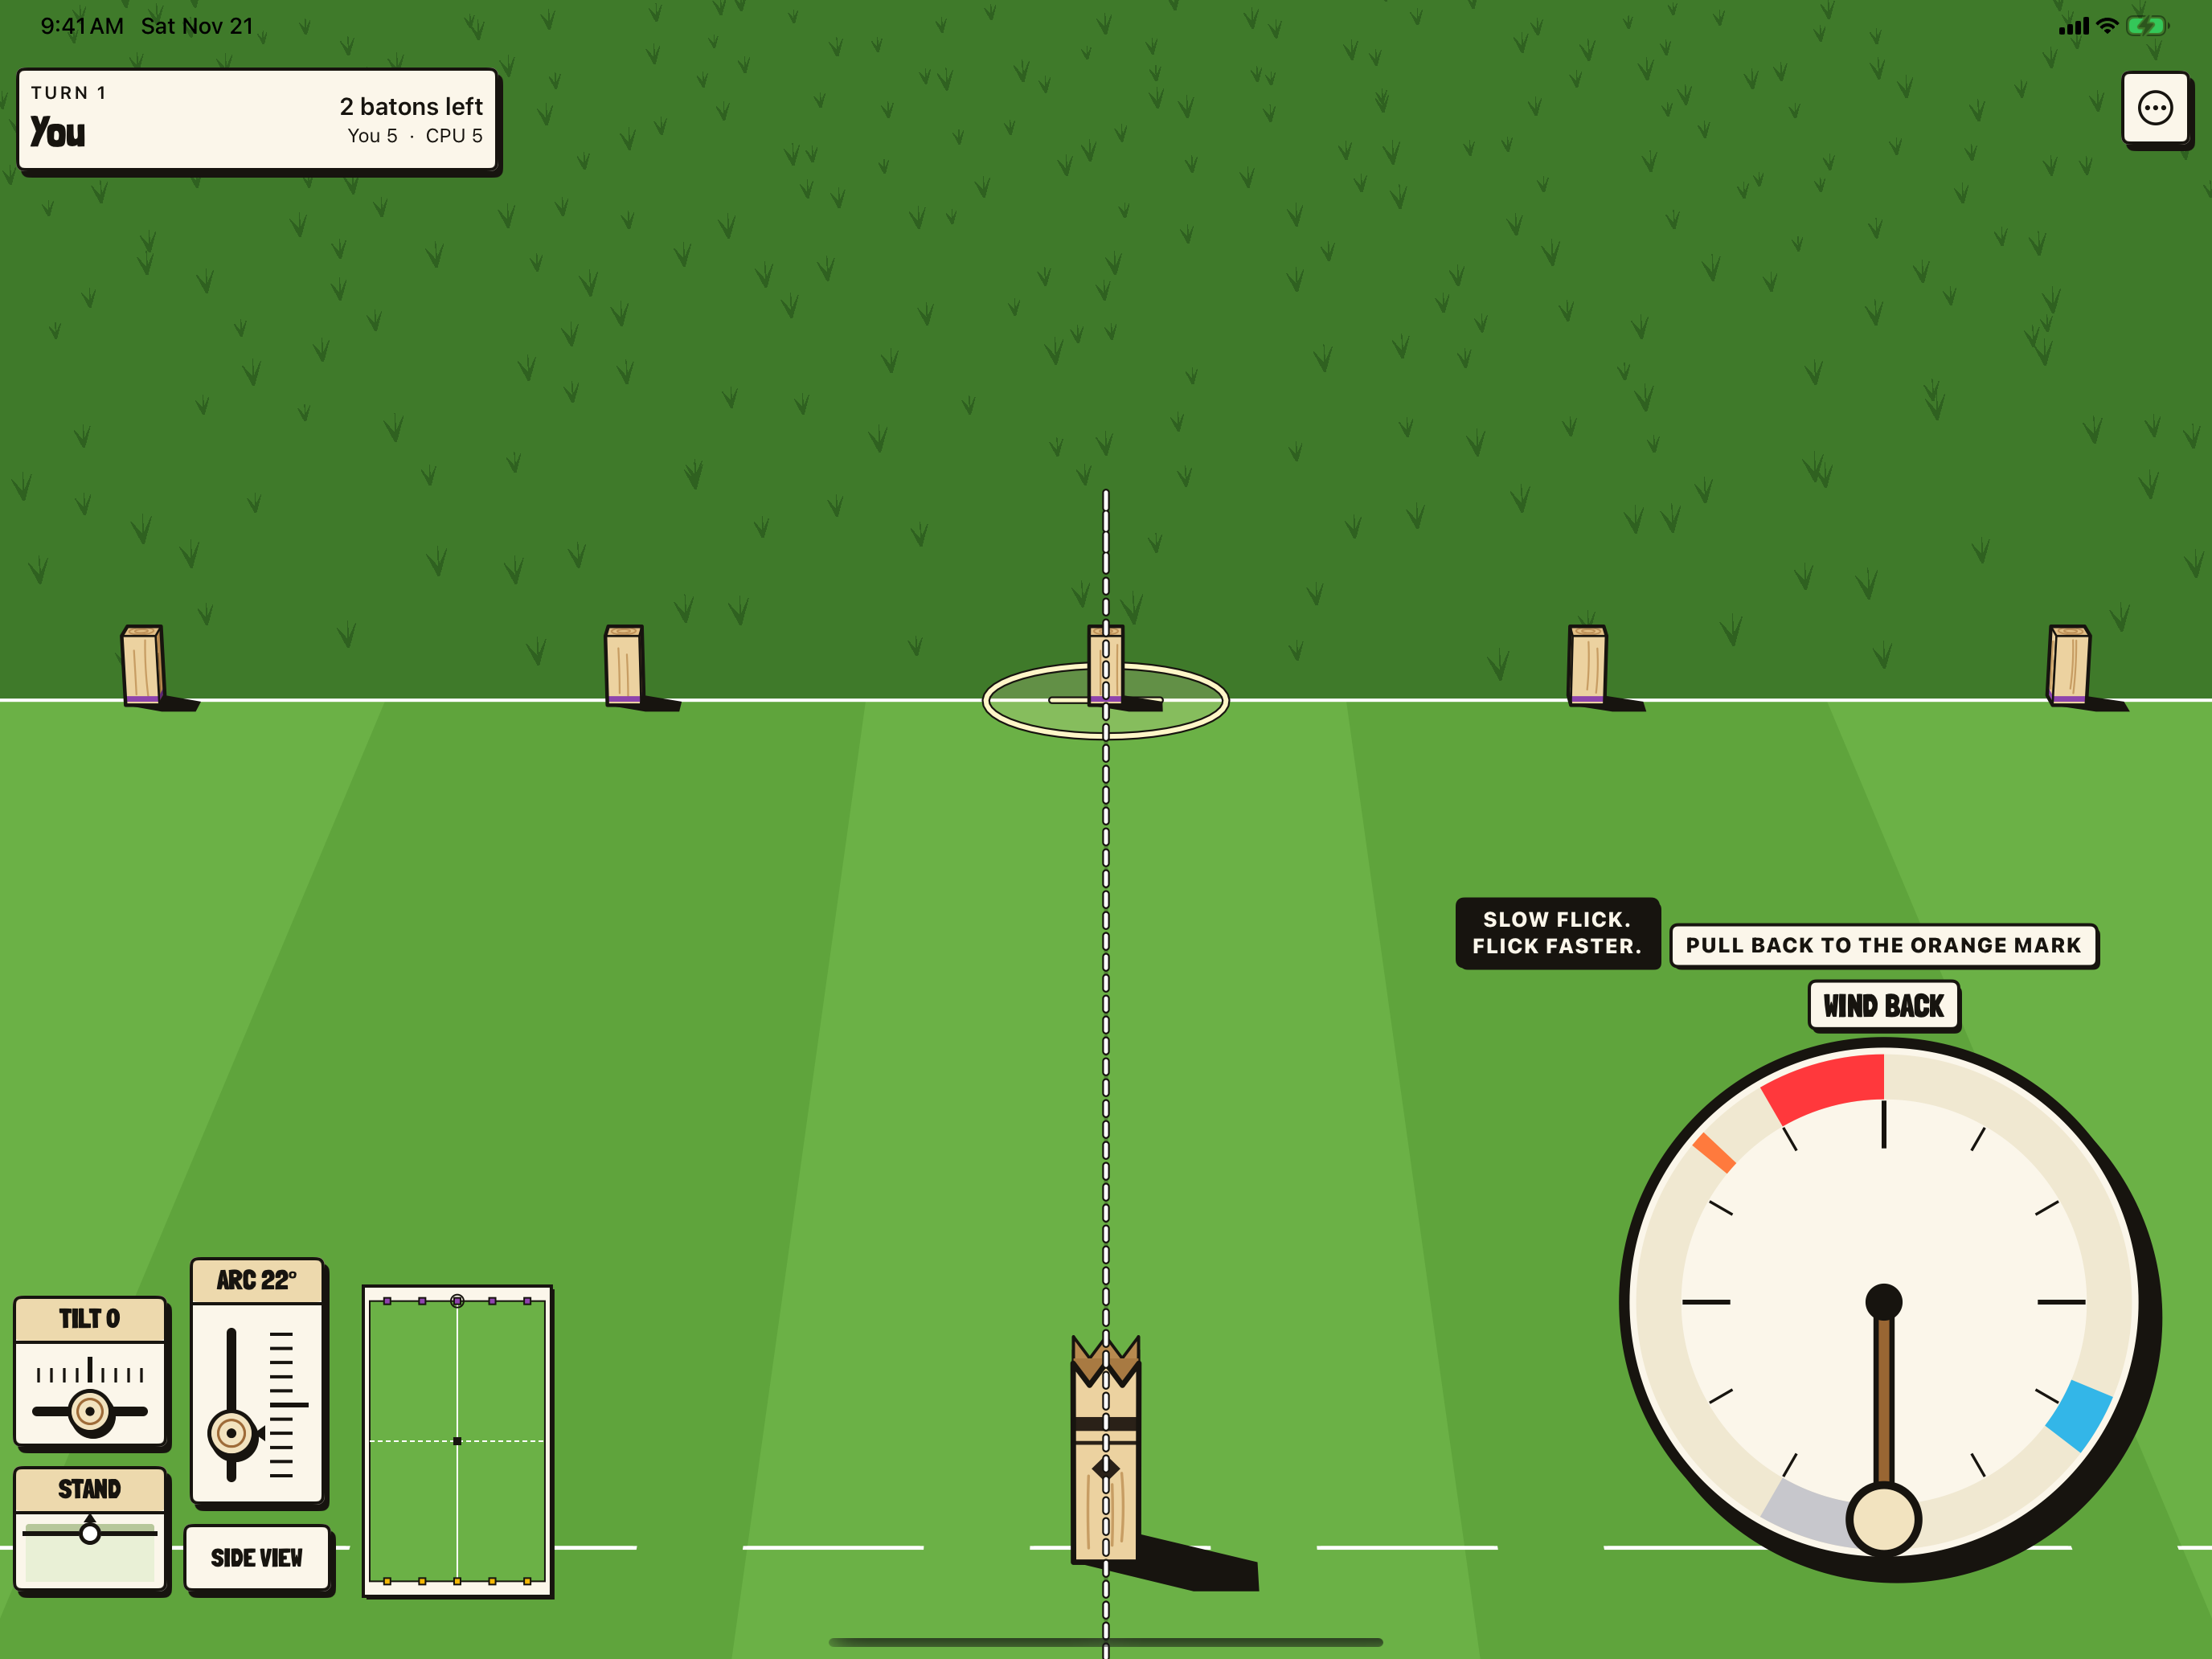 9:41 AM Sat Nov 21
TURN 1
You
2 batons left
You 5 · CPU 5
SLOW FLICK.
FLICK FASTER.
PULL BACK TO THE ORANGE MARK
WIND BACK
ARC 22°
TILT 0
STAND
SIDE VIEW